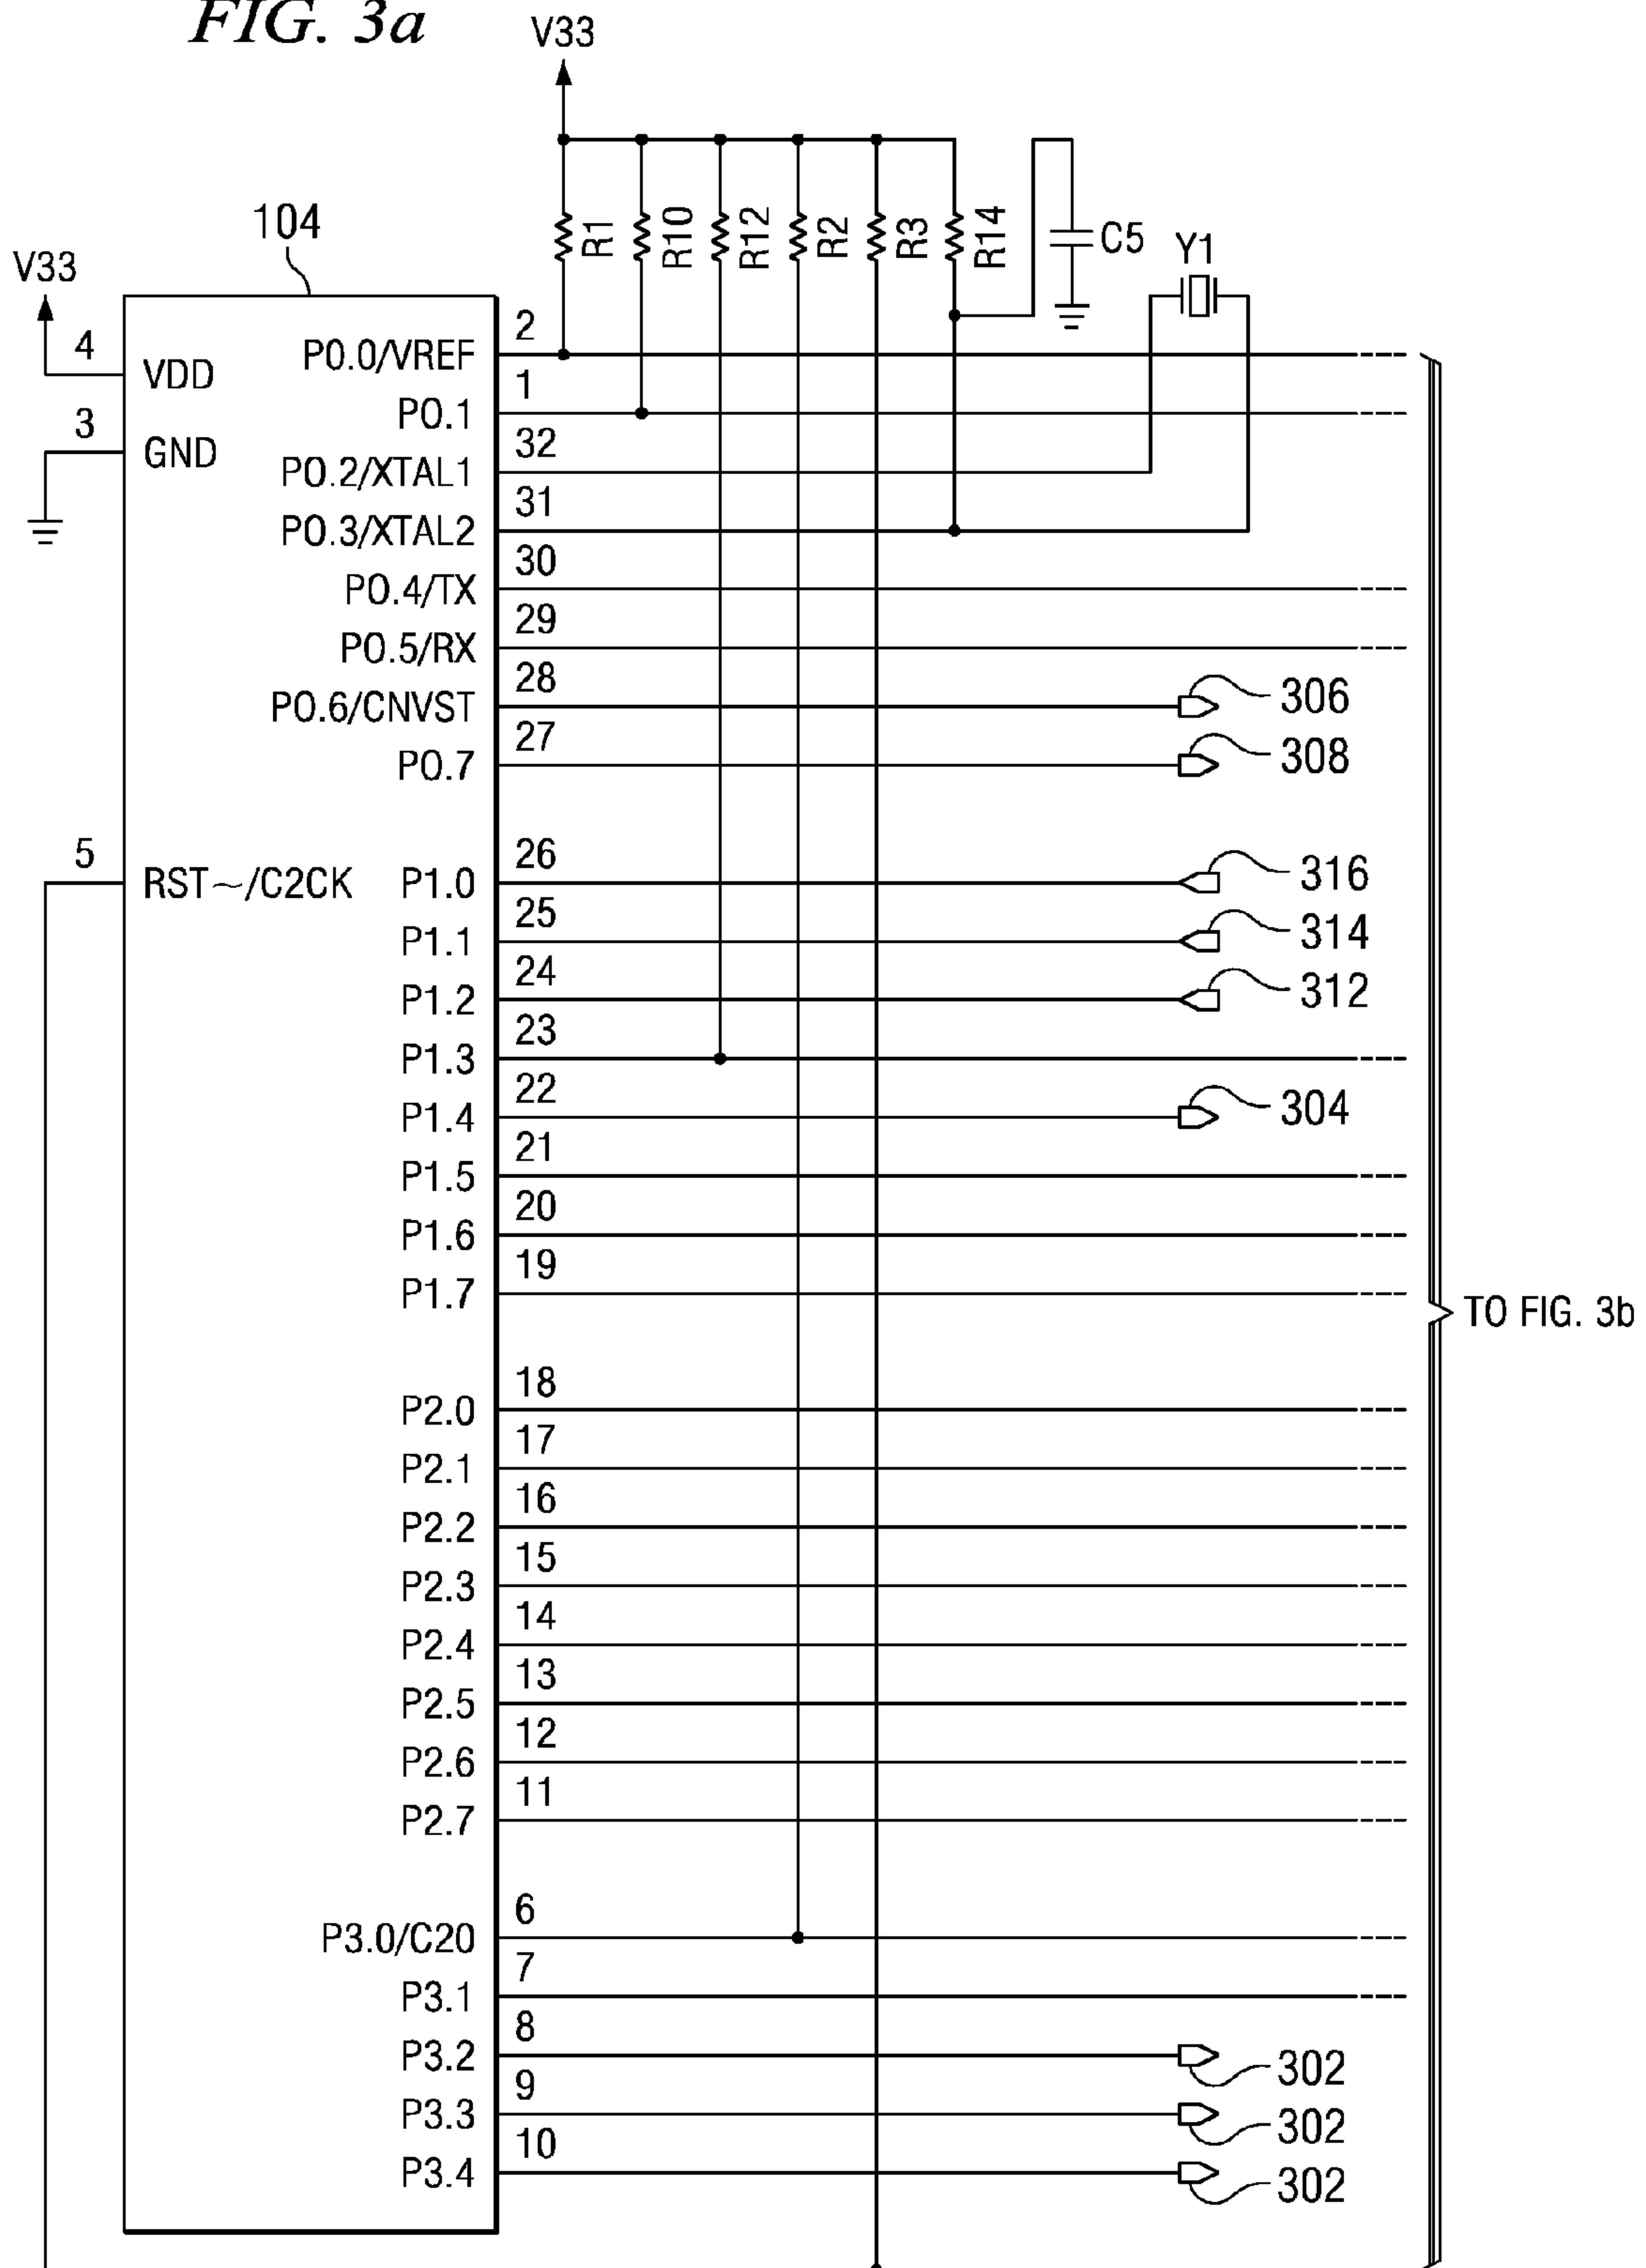 FIG. 3a
V33
R1
R10
R12
R2
R3
R14
C5
Y1
104
V33
4
VDD
3
GND
5
RST~/C2CK
P0.0/VREF
2
P0.1
1
P0.2/XTAL1
32
P0.3/XTAL2
31
P0.4/TX
30
P0.5/RX
29
P0.6/CNVST
28
306
P0.7
27
308
P1.0
26
316
P1.1
25
314
P1.2
24
312
P1.3
23
P1.4
22
304
P1.5
21
P1.6
20
P1.7
19
TO FIG. 3b
P2.0
18
P2.1
17
P2.2
16
P2.3
15
P2.4
14
P2.5
13
P2.6
12
P2.7
11
P3.0/C20
6
P3.1
7
P3.2
8
302
P3.3
9
302
P3.4
10
302